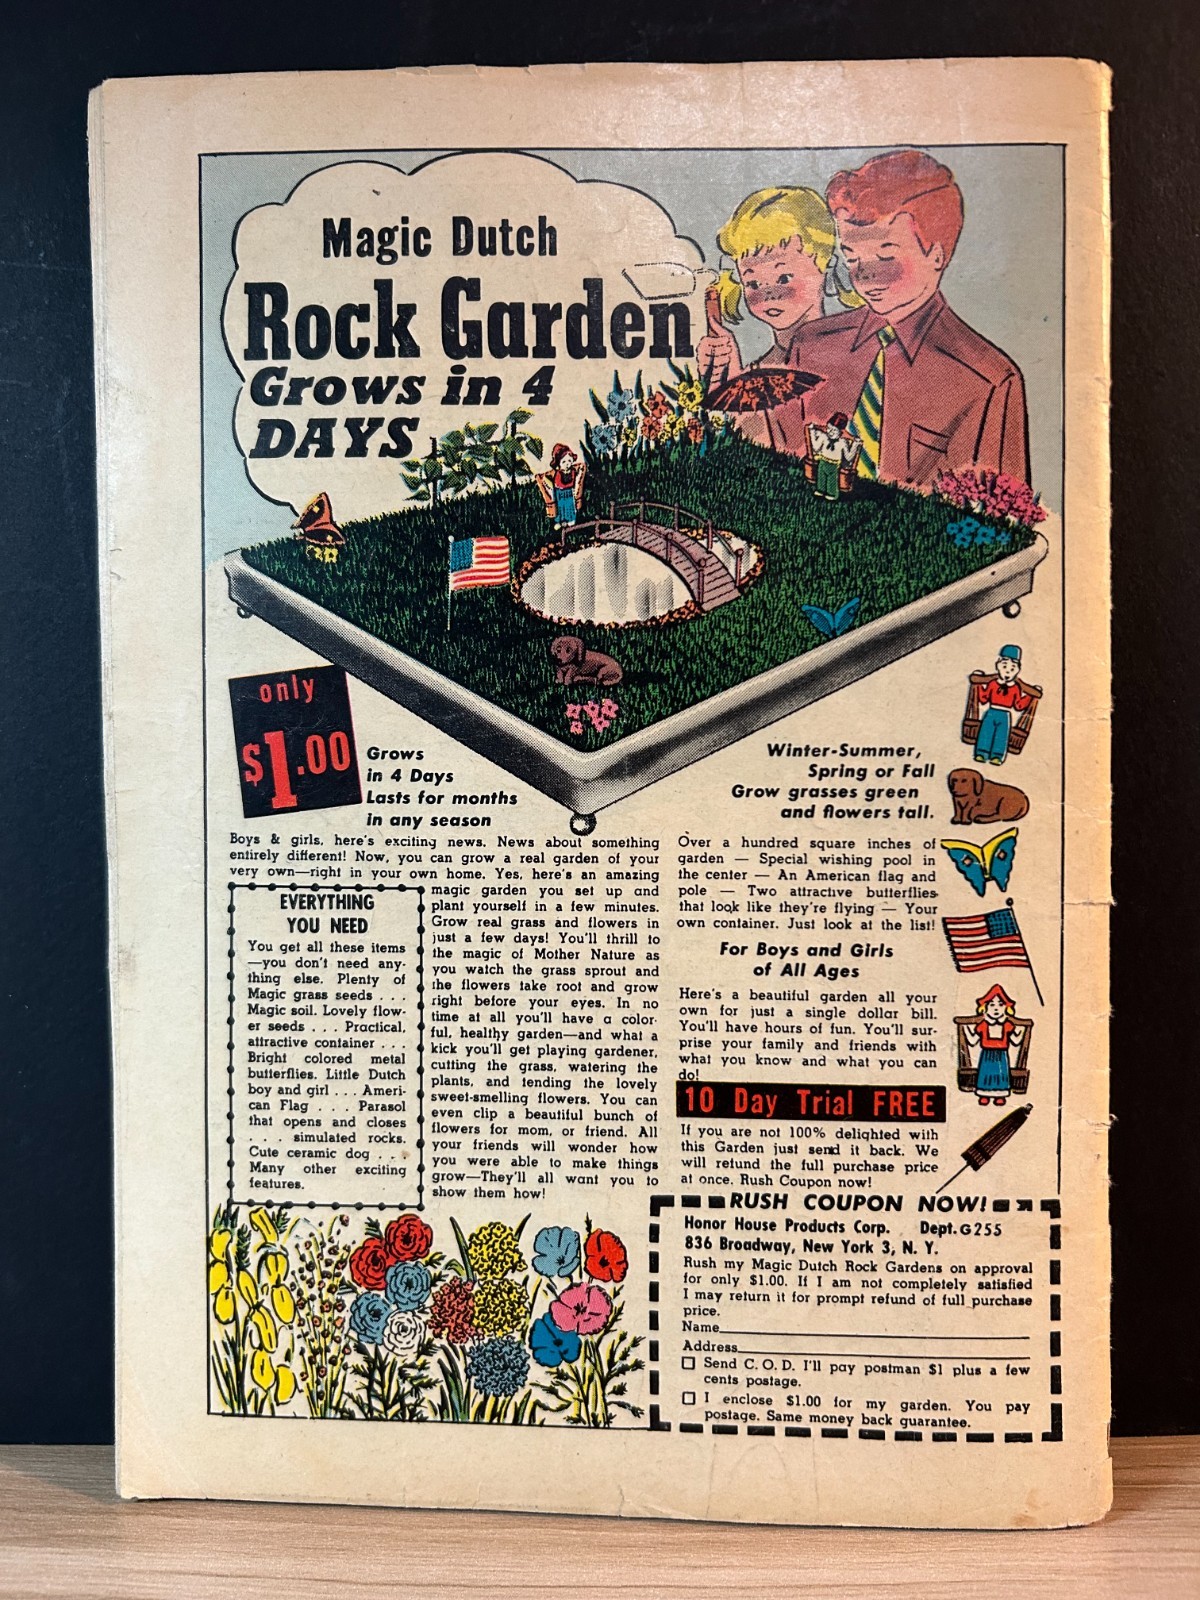 Magic Dutch
Rock Garden
Grows in 4
DAYS
only
$1.00
Grows
in 4 Days
Lasts for months
in any season
Winter-Summer,
Spring or Fall
Grow grasses green
and flowers tall.
Boys & girls, here's exciting news. News about something
entirely different! Now, you can grow a real garden of your
very own—right in your own home. Yes, here's an amazing
magic garden you set up and
plant yourself in a few minutes.
Grow real grass and flowers in
just a few days! You'll thrill to
the magic of Mother Nature as
you watch the grass sprout and
the flowers take root and grow
right before your eyes. In no
time at all you'll have a color-
ful, healthy garden—and what a
kick you'll get playing gardener,
cutting the grass, watering the
plants, and tending the lovely
sweet-smelling flowers. You can
even clip a beautiful bunch of
flowers for mom, or friend. All
your friends will wonder how
you were able to make things
grow—They'll all want you to
show them how!
EVERYTHING
YOU NEED
You get all these items
—you don't need any-
thing else. Plenty of
Magic grass seeds . . .
Magic soil. Lovely flow-
er seeds . . . Practical,
attractive container . . .
Bright colored metal
butterflies. Little Dutch
boy and girl . . . Ameri-
can Flag . . . Parasol
that opens and closes
. . . simulated rocks.
Cute ceramic dog . . .
Many other exciting
features.
Over a hundred square inches of
garden — Special wishing pool in
the center — An American flag and
pole — Two attractive butterflies
that look like they're flying — Your
own container. Just look at the list!
For Boys and Girls
of All Ages
Here's a beautiful garden all your
own for just a single dollar bill.
You'll have hours of fun. You'll sur-
prise your family and friends with
what you know and what you can
do!
10 Day Trial FREE
If you are not 100% delighted with
this Garden just send it back. We
will refund the full purchase price
at once. Rush Coupon now!
RUSH COUPON NOW!
Honor House Products Corp. Dept. G255
836 Broadway, New York 3, N. Y.
Rush my Magic Dutch Rock Gardens on approval
for only $1.00. If I am not completely satisfied
I may return it for prompt refund of full purchase
price.
Name
Address
Send C. O. D. I'll pay postman $1 plus a few
cents postage.
I enclose $1.00 for my garden. You pay
postage. Same money back guarantee.